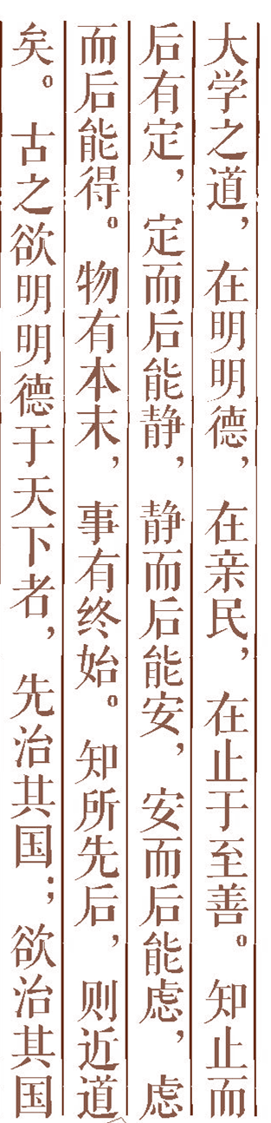 大学之道，在明明德，在亲民，在止于至善。知止而
后有定，定而后能静，静而后能安，安而后能虑，虑
而后能得。物有本末，事有终始。知所先后，则近道
矣。古之欲明明德于天下者，先治其国；欲治其国